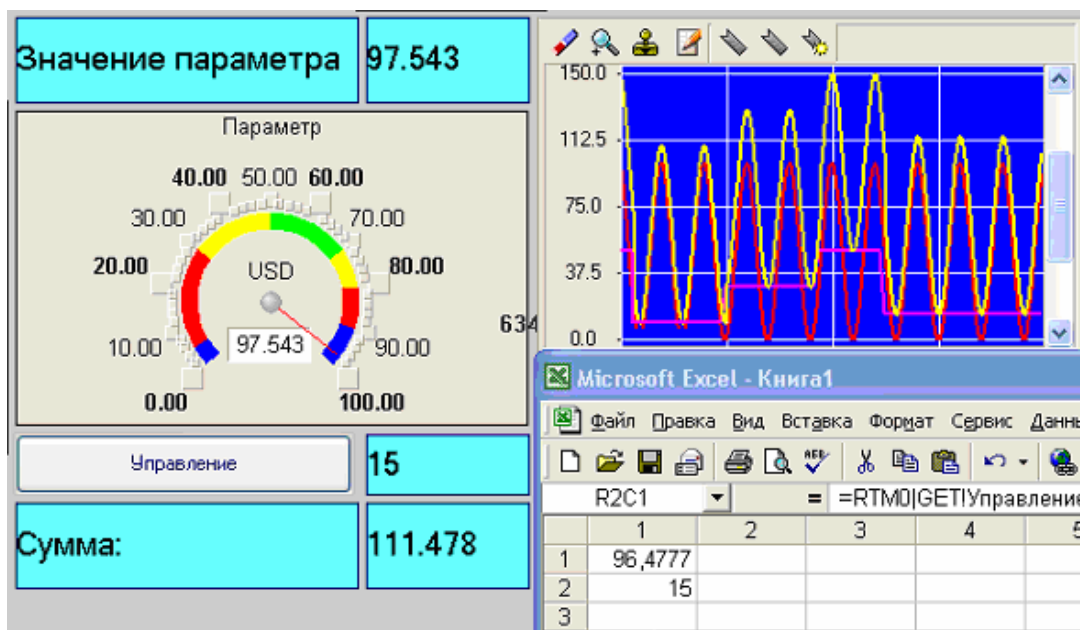 Значение параметра 97.543
Параметр
40.00 50.00 60.00
30.00 70.00
20.00 USD 80.00
634
10.00 97.543 90.00
0.00 100.00
Управление 15
Сумма: 111.478
150.0
112.5
75.0
37.5
0.0
Microsoft Excel - Книга1
Файл Правка Вид Вставка Формат Сервис Данны
R2C1 = =RTM0|GET!Управление
1 2 3 4 5
1 96,4777
2 15
3